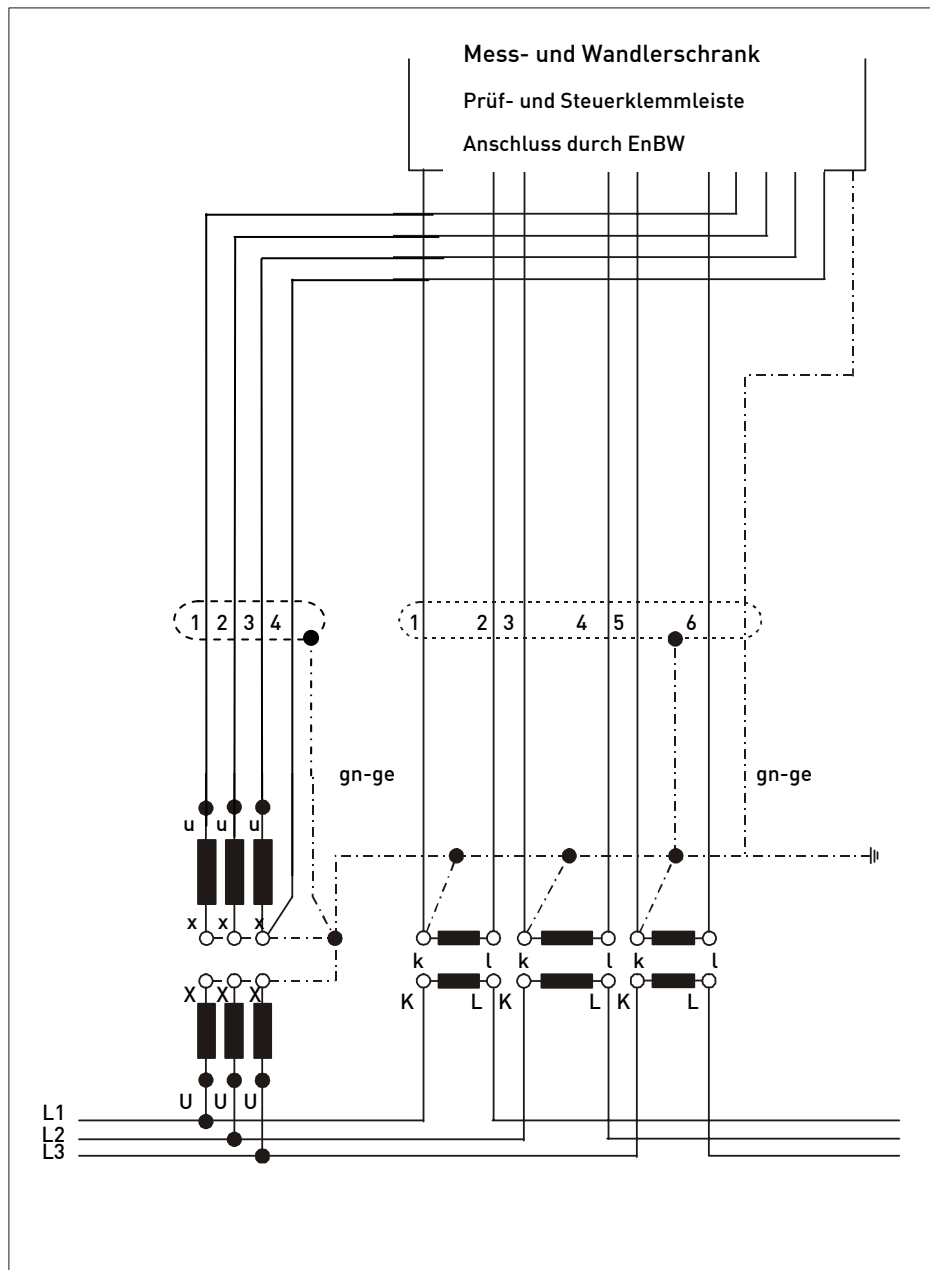 Mess- und Wandlerschrank
Prüf- und Steuerklemmleiste
Anschluss durch EnBW
1 2 3 4 1 2 3 4 5 6
gn-ge gn-ge
u u u
x x x
k l k l k l
X X X K L K L K L
U U U
L1
L2
L3